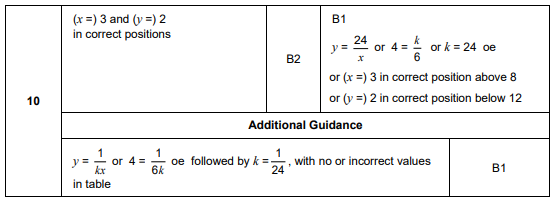 10
(x =) 3 and (y =) 2
in correct positions
B2
B1
y = 24/x or 4 = k/6 or k = 24 oe
or (x =) 3 in correct position above 8
or (y =) 2 in correct position below 12
Additional Guidance
y = 1/kx or 4 = 1/6k oe followed by k = 1/24, with no or incorrect values
in table
B1